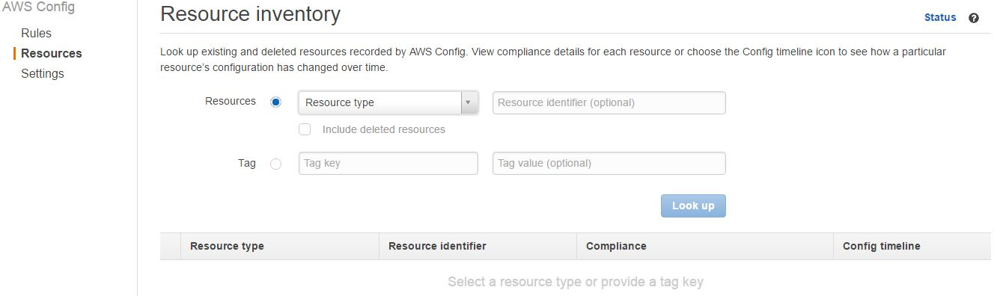 AWS Config
Rules
Resources
Settings
Resource inventory
Status
?
Look up existing and deleted resources recorded by AWS Config. View compliance details for each resource or choose the Config timeline icon to see how a particular
resource's configuration has changed over time.
Resources Resource type Resource identifier (optional)
Include deleted resources
Tag Tag key Tag value (optional)
Look up
Resource type Resource identifier Compliance Config timeline
Select a resource type or provide a tag key